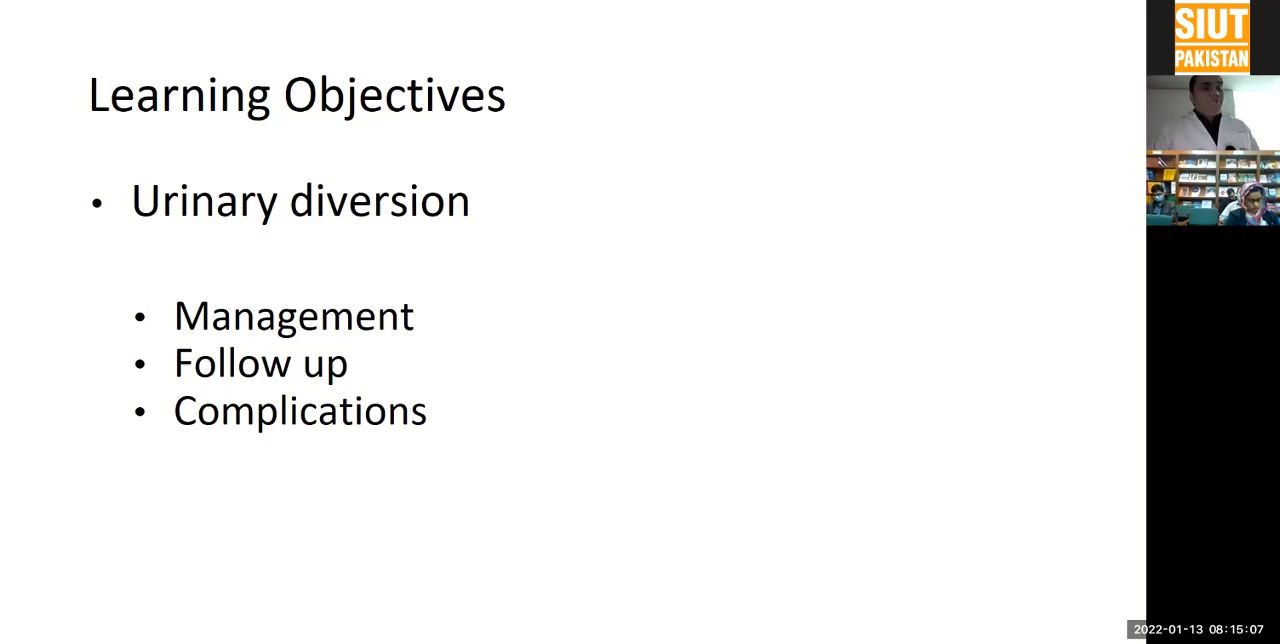 Learning Objectives
• Urinary diversion
• Management
• Follow up
• Complications
SIUT
PAKISTAN
2022-01-13 08:15:07